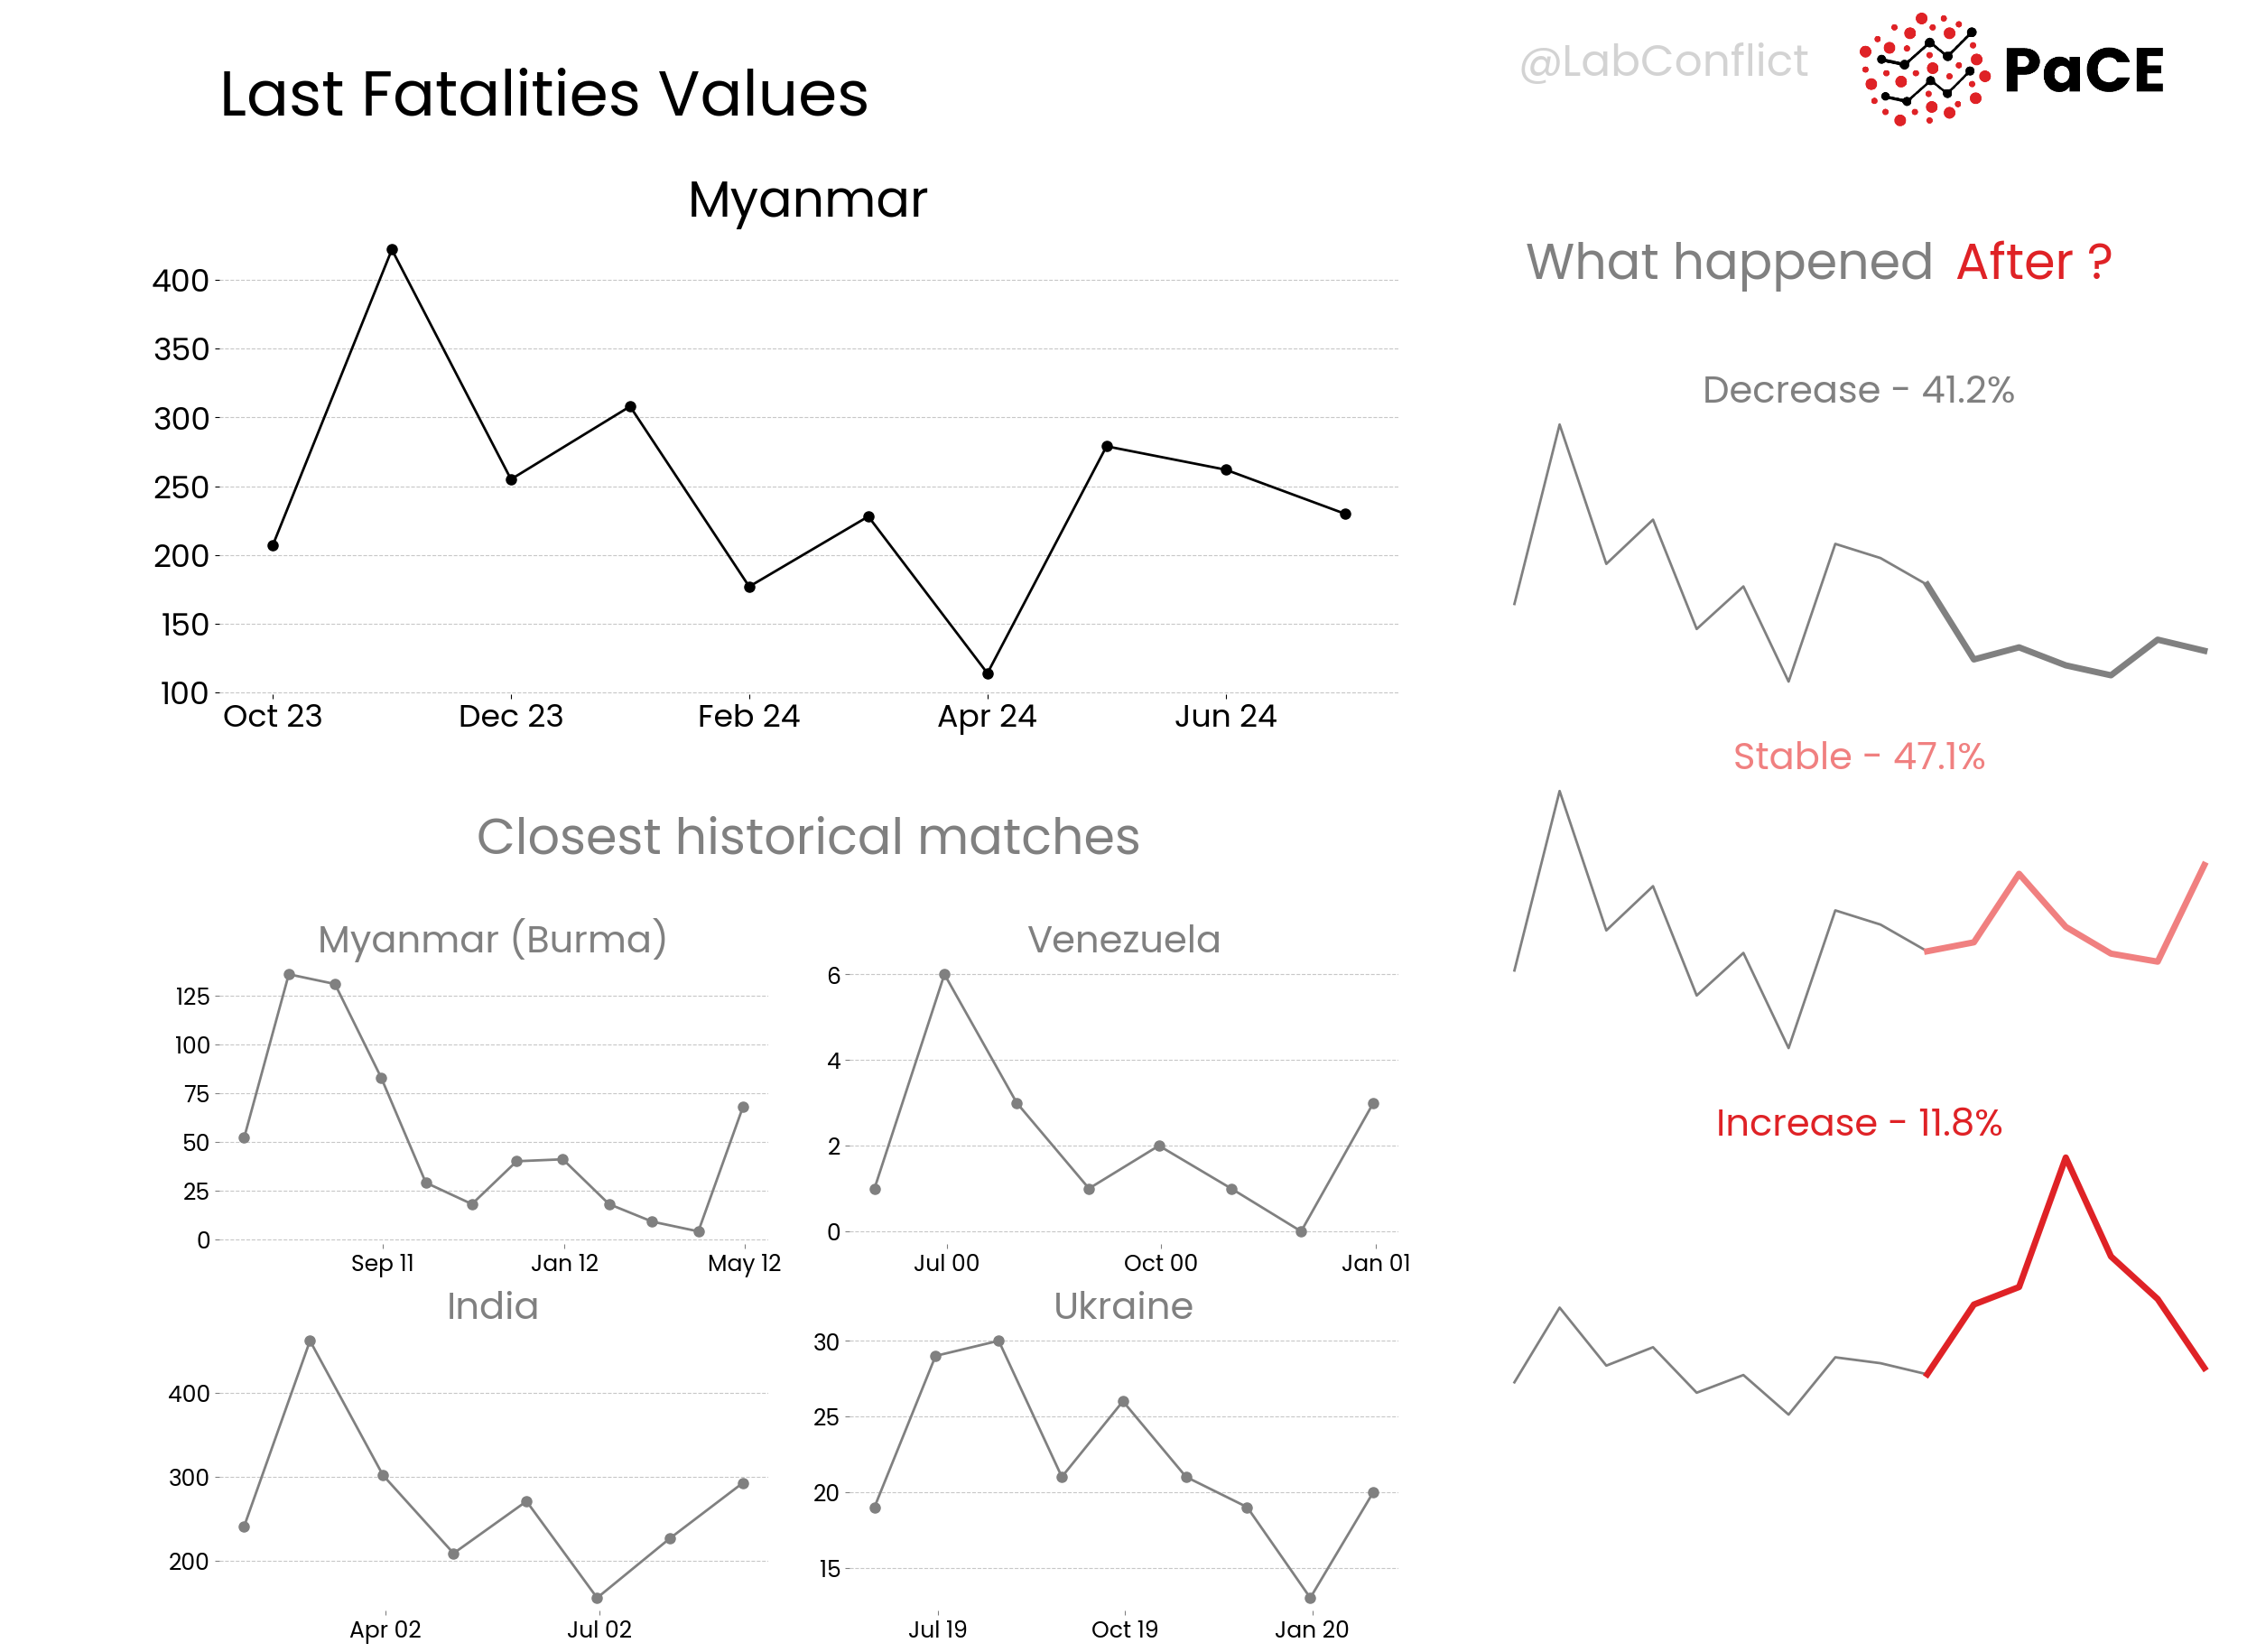 @LabConflict
PaCE
Last Fatalities Values
Myanmar
400
350
300
250
200
150
100
Oct 23 Dec 23 Feb 24 Apr 24 Jun 24
Closest historical matches
Myanmar (Burma)
125
100
75
50
25
0
Sep 11 Jan 12 May 12
Venezuela
6
4
2
0
Jul 00 Oct 00 Jan 01
India
400
300
200
Apr 02 Jul 02
Ukraine
30
25
20
15
Jul 19 Oct 19 Jan 20
What happened After ?
Decrease - 41.2%
Stable - 47.1%
Increase - 11.8%